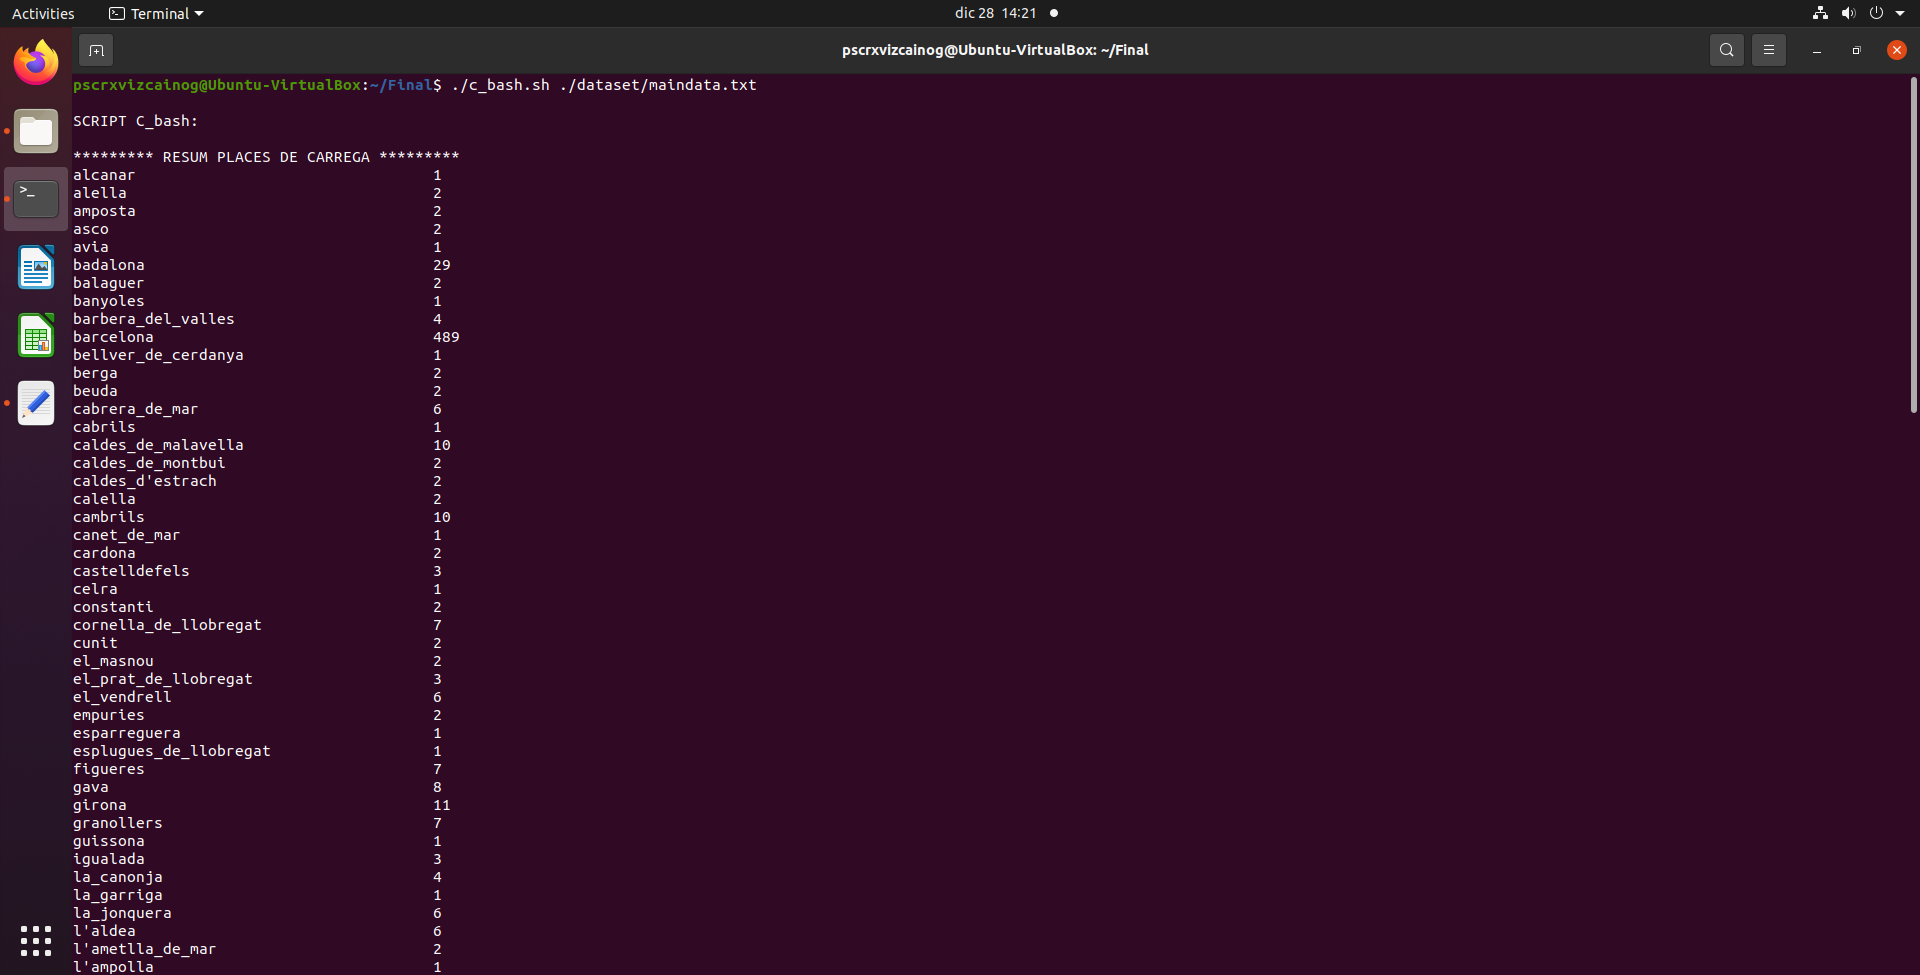 Activities Terminal dic 28 14:21
pscrxvizcainog@Ubuntu-VirtualBox: ~/Final
pscrxvizcainog@Ubuntu-VirtualBox:~/Final$ ./c_bash.sh ./dataset/maindata.txt
SCRIPT C_bash:
********* RESUM PLACES DE CARREGA *********
alcanar 1
alella 2
amposta 2
asco 2
avia 1
badalona 29
balaguer 2
banyoles 1
barbera_del_valles 4
barcelona 489
bellver_de_cerdanya 1
berga 2
beuda 2
cabrera_de_mar 6
cabrils 1
caldes_de_malavella 10
caldes_de_montbui 2
caldes_d'estrach 2
calella 2
cambrils 10
canet_de_mar 1
cardona 2
castelldefels 3
celra 1
constanti 2
cornella_de_llobregat 7
cunit 2
el_masnou 2
el_prat_de_llobregat 3
el_vendrell 6
empuries 2
esparreguera 1
esplugues_de_llobregat 1
figueres 7
gava 8
girona 11
granollers 7
guissona 1
igualada 3
la_canonja 4
la_garriga 1
la_jonquera 6
l'aldea 6
l'ametlla_de_mar 2
l'ampolla 1